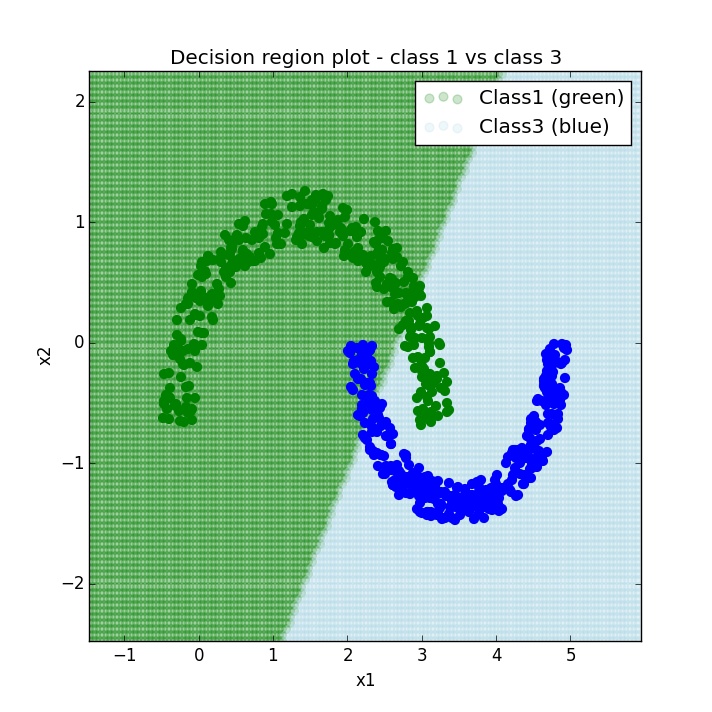 Decision region plot - class 1 vs class 3
Class1 (green)
Class3 (blue)
2
1
0
−1
−2
x2
−1 0 1 2 3 4 5
x1